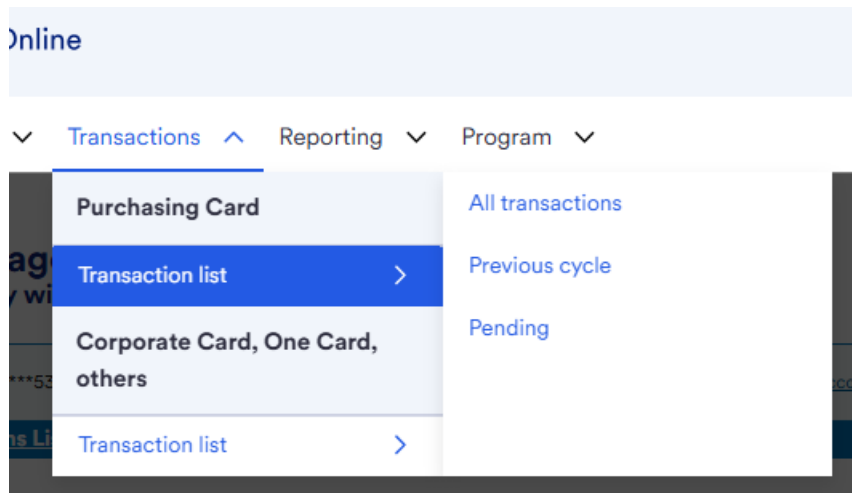 Online
Transactions Reporting Program
Purchasing Card
Transaction list
Corporate Card, One Card,
others
Transaction list
All transactions
Previous cycle
Pending
***53